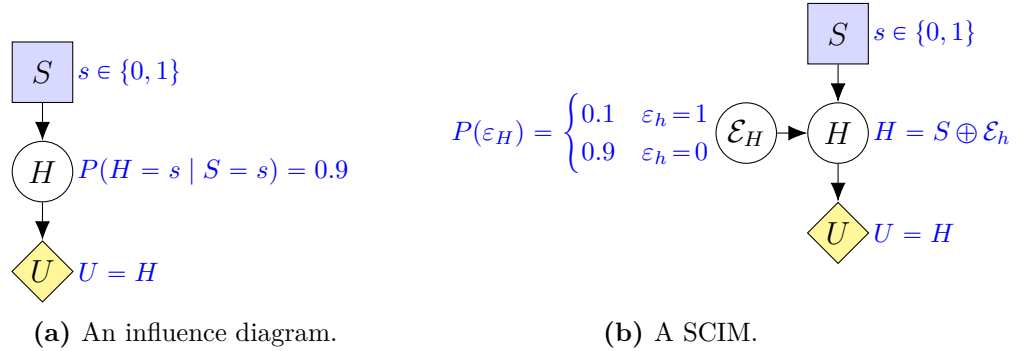 S s ∈ {0, 1}
H P(H = s | S = s) = 0.9
U U = H
(a) An influence diagram.
S s ∈ {0, 1}
P(ε_H) = { 0.1 ε_h = 1
0.9 ε_h = 0
ℰ_H H H = S ⊕ ℰ_h
U U = H
(b) A SCIM.